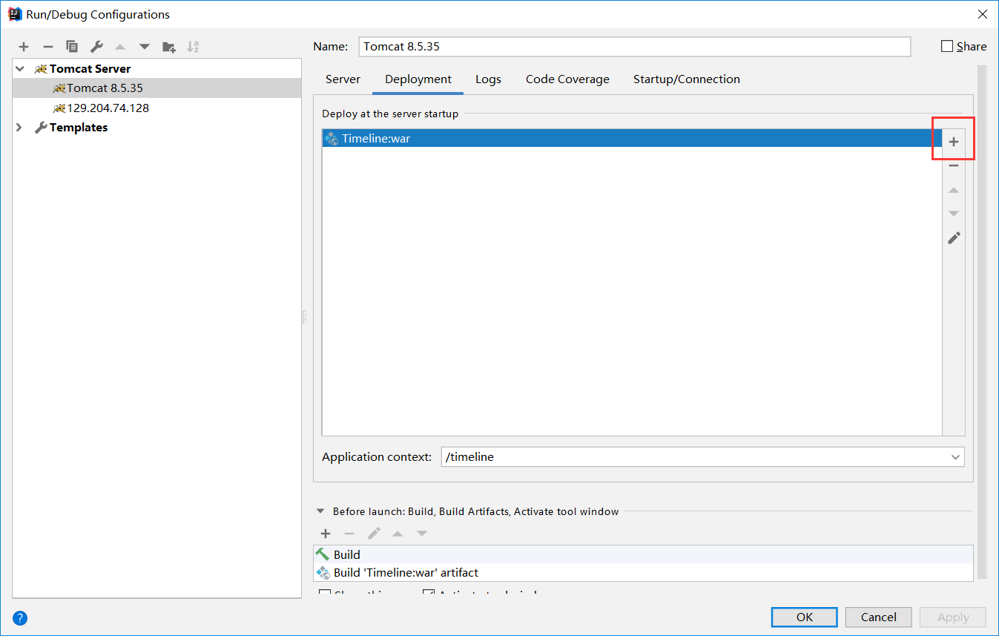 Run/Debug Configurations
Name: Tomcat 8.5.35 Share
Tomcat Server
Tomcat 8.5.35
129.204.74.128
Templates
Server Deployment Logs Code Coverage Startup/Connection
Deploy at the server startup
Timeline:war
Application context: /timeline
Before launch: Build, Build Artifacts, Activate tool window
Build
Build 'Timeline:war' artifact
? OK Cancel Apply